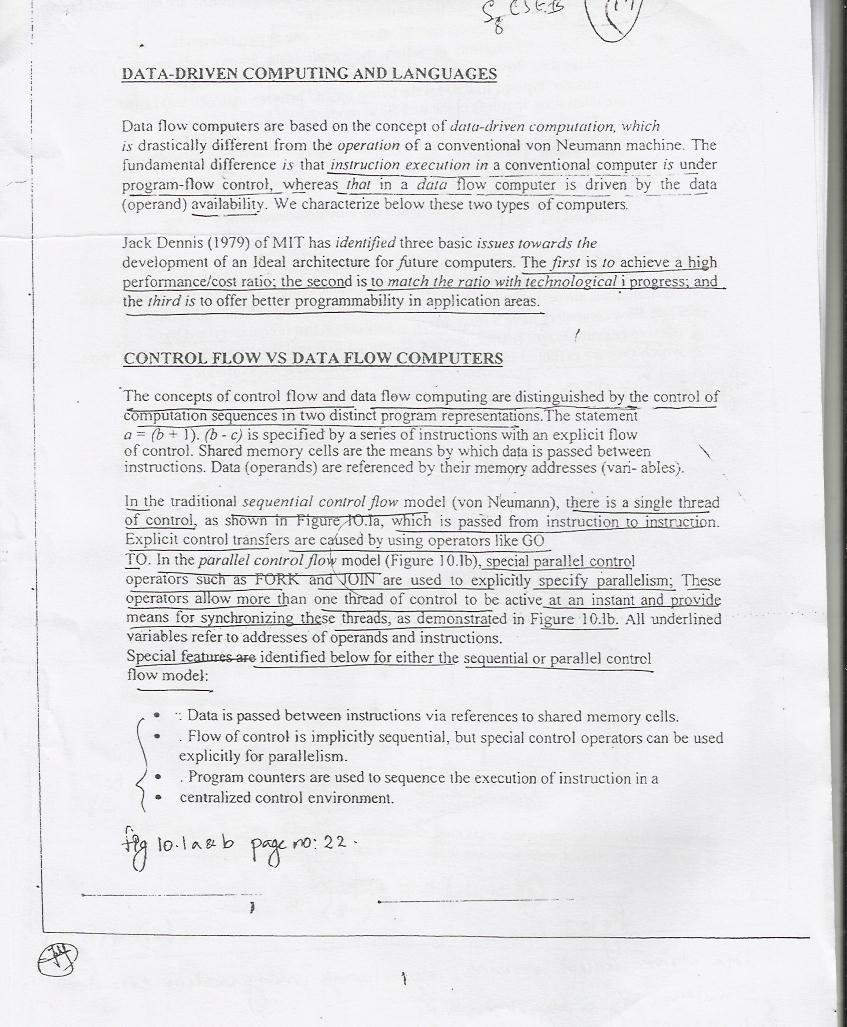 S8 CSEB
DATA-DRIVEN COMPUTING AND LANGUAGES
Data flow computers are based on the concept of data-driven computation, which
is drastically different from the operation of a conventional von Neumann machine. The
fundamental difference is that instruction execution in a conventional computer is under
program-flow control, whereas that in a data flow computer is driven by the data
(operand) availability. We characterize below these two types of computers.
Jack Dennis (1979) of MIT has identified three basic issues towards the
development of an Ideal architecture for future computers. The first is to achieve a high
performance/cost ratio; the second is to match the ratio with technological i progress; and
the third is to offer better programmability in application areas.
CONTROL FLOW VS DATA FLOW COMPUTERS
The concepts of control flow and data flow computing are distinguished by the control of
computation sequences in two distinct program representations.The statement
a = (b + 1). (b - c) is specified by a series of instructions with an explicit flow
of control. Shared memory cells are the means by which data is passed between
instructions. Data (operands) are referenced by their memory addresses (vari- ables).
In the traditional sequential control flow model (von Neumann), there is a single thread
of control, as shown in Figure 1O.1a, which is passed from instruction to instruction.
Explicit control transfers are caused by using operators like GO
TO. In the parallel control flow model (Figure 10.lb), special parallel control
operators such as FORK and JOIN are used to explicitly specify parallelism; These
operators allow more than one thread of control to be active at an instant and provide
means for synchronizing these threads, as demonstrated in Figure 10.lb. All underlined
variables refer to addresses of operands and instructions.
Special features are identified below for either the sequential or parallel control
flow model:
• ·. Data is passed between instructions via references to shared memory cells.
• . Flow of control is implicitly sequential, but special control operators can be used
explicitly for parallelism.
• . Program counters are used to sequence the execution of instruction in a
• centralized control environment.
fig 10.1 a & b page no: 22.
1